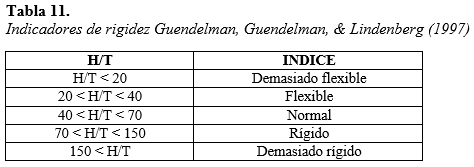 Tabla 11.
Indicadores de rigidez Guendelman, Guendelman, & Lindenberg (1997)
H/T INDICE
H/T < 20 Demasiado flexible
20 < H/T < 40 Flexible
40 < H/T < 70 Normal
70 < H/T < 150 Rígido
150 < H/T Demasiado rígido